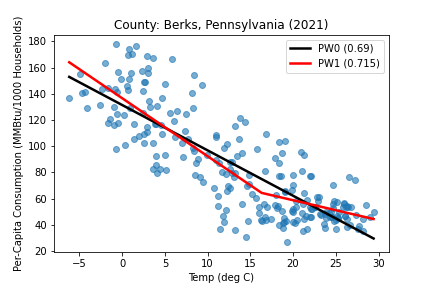 County: Berks, Pennsylvania (2021)
Per-Capita Consumption (MMBtu/1000 Households)
180
160
140
120
100
80
60
40
20
PW0 (0.69)
PW1 (0.715)
−5 0 5 10 15 20 25 30
Temp (deg C)